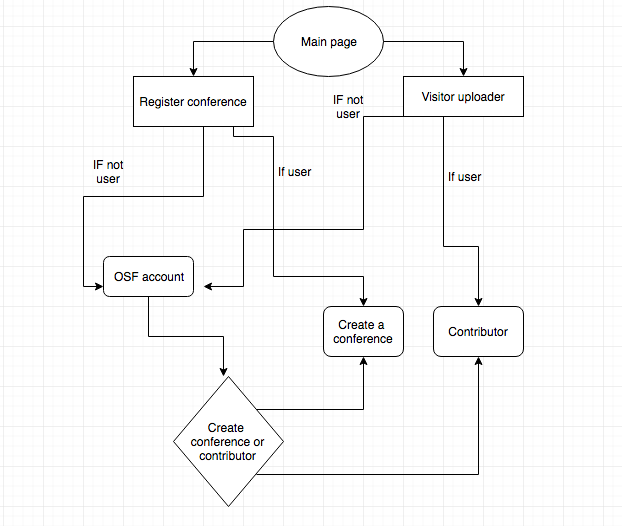 Main page
Register conference
Visitor uploader
IF not
user
IF not
user
If user
If user
OSF account
Create a
conference
Contributor
Create
conference or
contributor